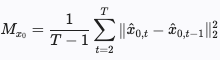 $M_{x_0} = \frac{1}{T-1} \sum_{t=2}^{T} \| \hat{x}_{0,t} - \hat{x}_{0,t-1} \|_2^2$